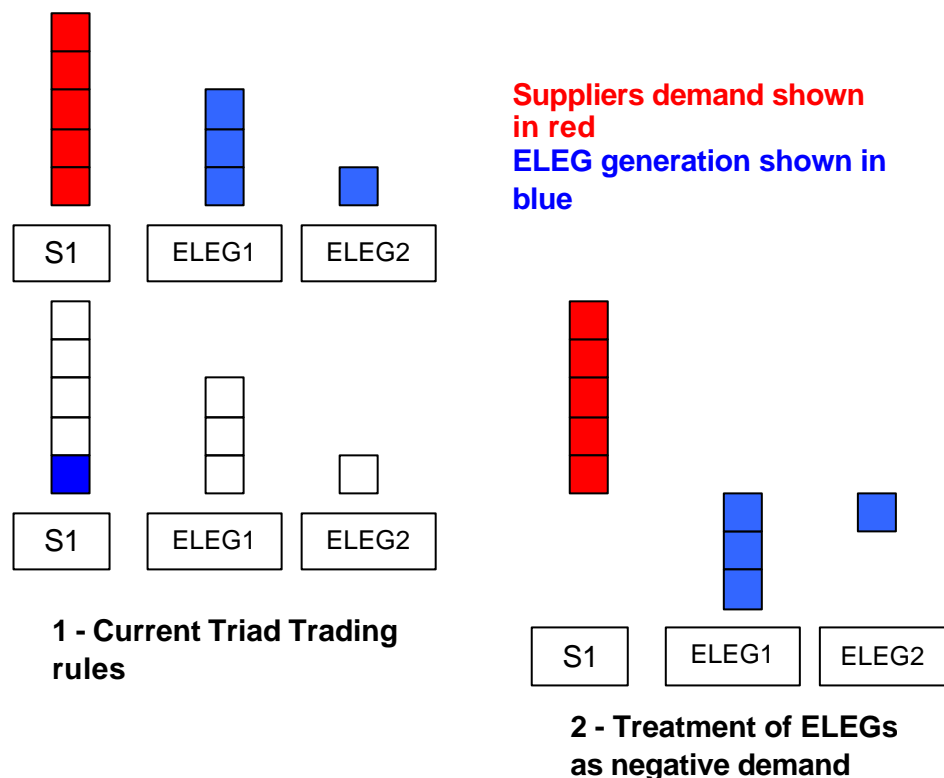 Suppliers demand shown
in red
ELEG generation shown in
blue
S1
ELEG1
ELEG2
S1
ELEG1
ELEG2
1 - Current Triad Trading
rules
S1
ELEG1
ELEG2
2 - Treatment of ELEGs
as negative demand